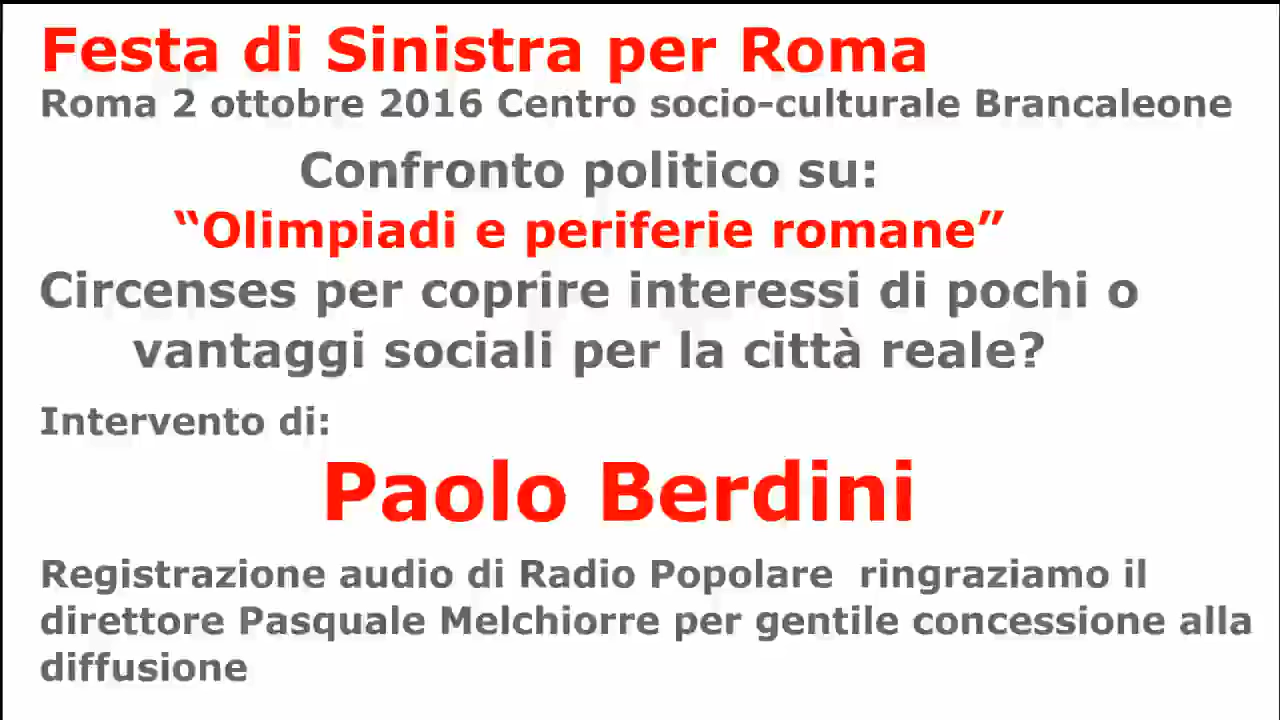 Festa di Sinistra per Roma
Roma 2 ottobre 2016 Centro socio-culturale Brancaleone
Confronto politico su:
“Olimpiadi e periferie romane”
Circenses per coprire interessi di pochi o
vantaggi sociali per la città reale?
Intervento di:
Paolo Berdini
Registrazione audio di Radio Popolare  ringraziamo il
direttore Pasquale Melchiorre per gentile concessione alla
diffusione